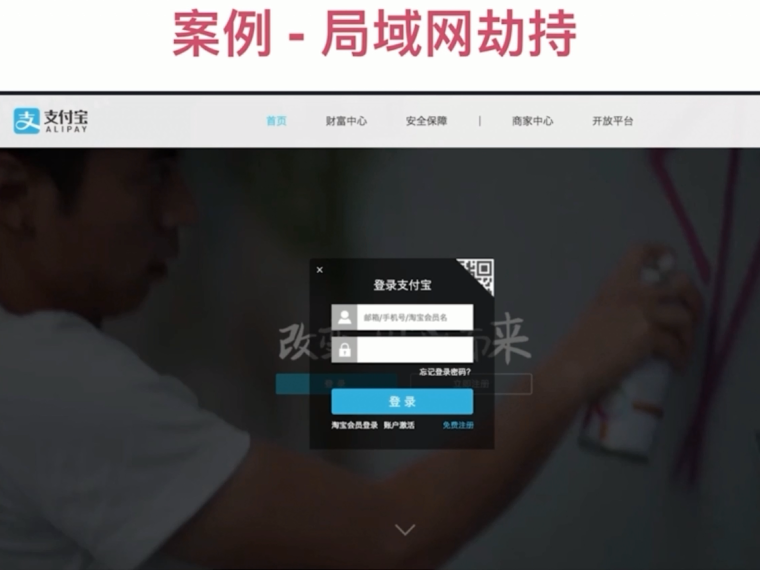 案例 - 局域网劫持
支付宝
ALIPAY
首页 财富中心 安全保障 | 商家中心 开放平台
登录支付宝
邮箱/手机号/淘宝会员名
忘记登录密码?
登 录
淘宝会员登录 账户激活 免费注册
改变
来